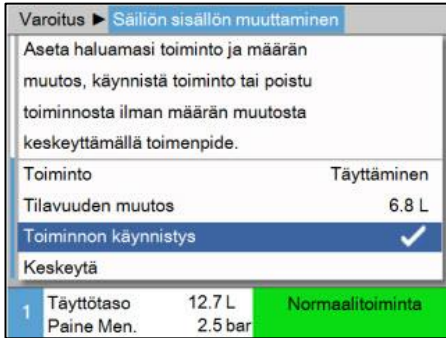 Varoitus ► Säiliön sisällön muuttaminen
Aseta haluamasi toiminto ja määrän
muutos, käynnistä toiminto tai poistu
toiminnosta ilman määrän muutosta
keskeyttämällä toimenpide.
Toiminto Täyttäminen
Tilavuuden muutos 6.8 L
Toiminnon käynnistys ✓
Keskeytä
1 Täyttötaso 12.7 L Normaalitoiminta
Paine Men. 2.5 bar